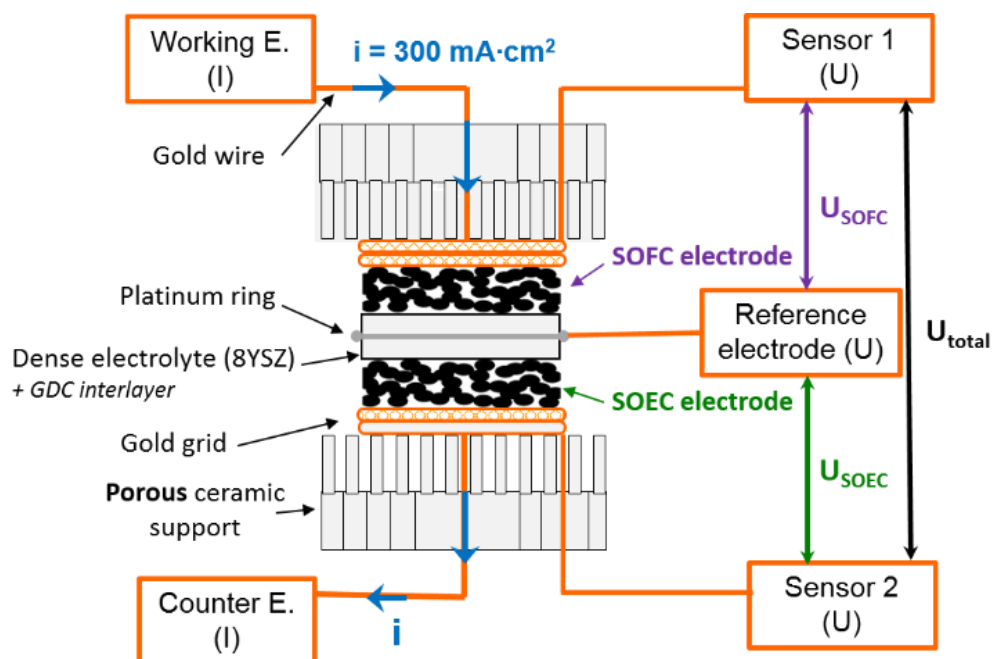 Working E.
(I)
i = 300 mA·cm²
Sensor 1
(U)
Gold wire
U_SOFC
SOFC electrode
Platinum ring
Reference
electrode (U)
U_total
Dense electrolyte (8YSZ)
+ GDC interlayer
SOEC electrode
Gold grid
U_SOEC
Porous ceramic
support
Sensor 2
(U)
Counter E.
(I)
i